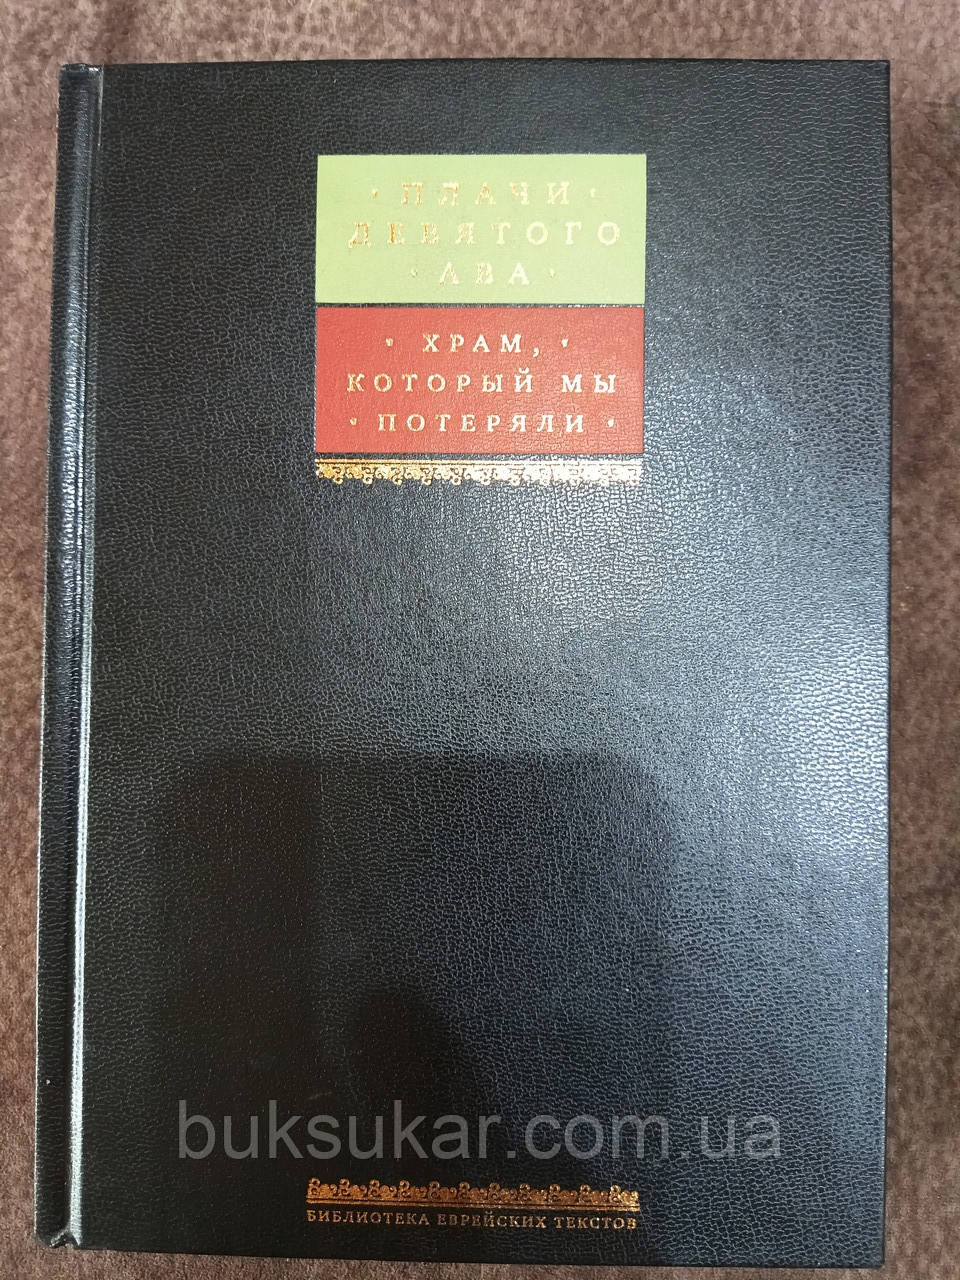 · ПЛАЧИ ·
ДЕВЯТОГО
· АВА ·
· ХРАМ, ·
КОТОРЫЙ МЫ
· ПОТЕРЯЛИ ·
buksukar.com.ua
БИБЛИОТЕКА ЕВРЕЙСКИХ ТЕКСТОВ